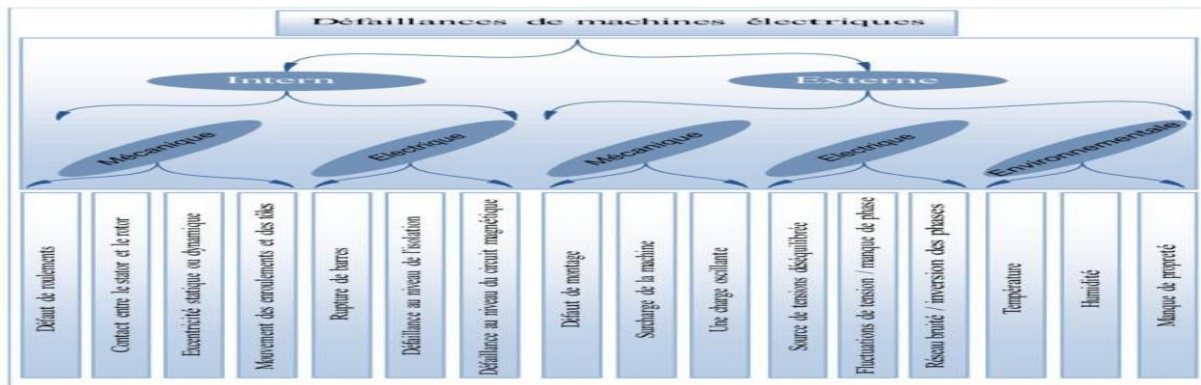 Défaillances de machines électriques
Intern
Externe
Mécanique
Electrique
Mécanique
Electrique
Environnementale
Défaut de roulements
Contact entre le stator et le rotor
Excentricité statique ou dynamique
Mouvement des enroulements et des tôles
Rupture de barres
Défaillance au niveau de l'isolation
Défaillance au niveau du circuit magnétique
Défaut de montage
Surcharge de la machine
Une charge oscillante
Source de tensions déséquilibrée
Fluctuations de tension / manque de phase
Réseau bruité / inversion des phases
Température
Humidité
Manque de propreté